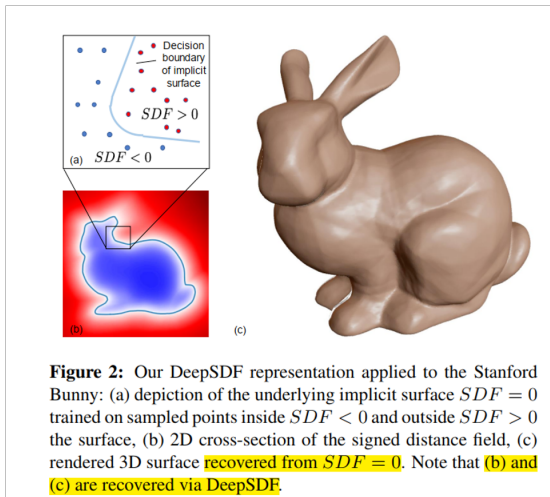 Decision
boundary
of implicit
surface
SDF > 0
(a) SDF < 0
(b)
(c)
Figure 2: Our DeepSDF representation applied to the Stanford
Bunny: (a) depiction of the underlying implicit surface SDF = 0
trained on sampled points inside SDF < 0 and outside SDF > 0
the surface, (b) 2D cross-section of the signed distance field, (c)
rendered 3D surface recovered from SDF = 0. Note that (b) and
(c) are recovered via DeepSDF.